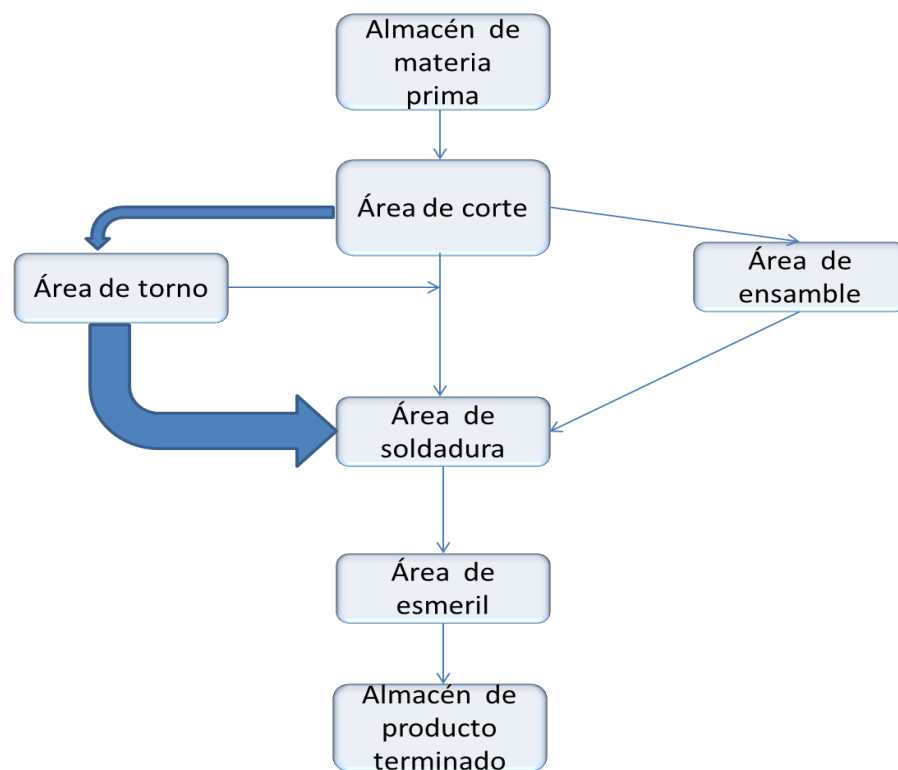 Almacén de
materia
prima
Área de corte
Área de torno
Área de
ensamble
Área de
soldadura
Área de
esmeril
Almacén de
producto
terminado